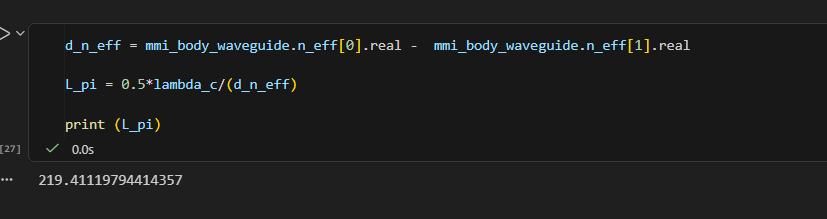 d_n_eff = mmi_body_waveguide.n_eff[0].real -  mmi_body_waveguide.n_eff[1].real
L_pi = 0.5*lambda_c/(d_n_eff)
print (L_pi)
[27]
0.0s
219.41119794414357